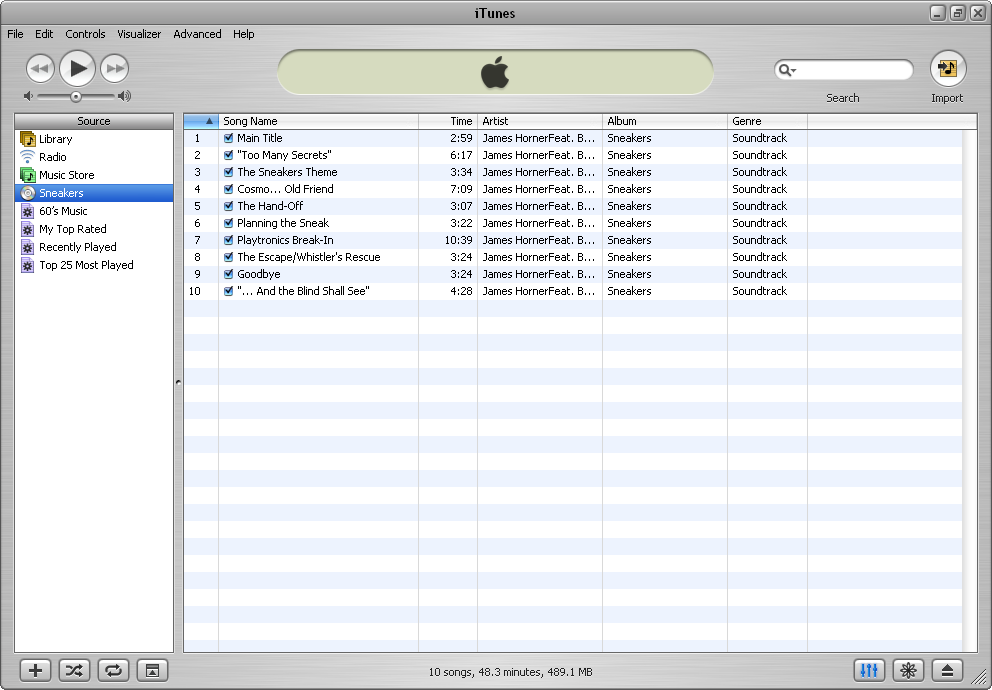 iTunes
File Edit Controls Visualizer Advanced Help
Search
Import
Source
Library
Radio
Music Store
Sneakers
60's Music
My Top Rated
Recently Played
Top 25 Most Played
Song Name Time Artist Album Genre
1 Main Title 2:59 James HornerFeat. B... Sneakers Soundtrack
2 "Too Many Secrets" 6:17 James HornerFeat. B... Sneakers Soundtrack
3 The Sneakers Theme 3:34 James HornerFeat. B... Sneakers Soundtrack
4 Cosmo... Old Friend 7:09 James HornerFeat. B... Sneakers Soundtrack
5 The Hand-Off 3:07 James HornerFeat. B... Sneakers Soundtrack
6 Planning the Sneak 3:22 James HornerFeat. B... Sneakers Soundtrack
7 Playtronics Break-In 10:39 James HornerFeat. B... Sneakers Soundtrack
8 The Escape/Whistler's Rescue 3:24 James HornerFeat. B... Sneakers Soundtrack
9 Goodbye 3:24 James HornerFeat. B... Sneakers Soundtrack
10 "... And the Blind Shall See" 4:28 James HornerFeat. B... Sneakers Soundtrack
10 songs, 48.3 minutes, 489.1 MB